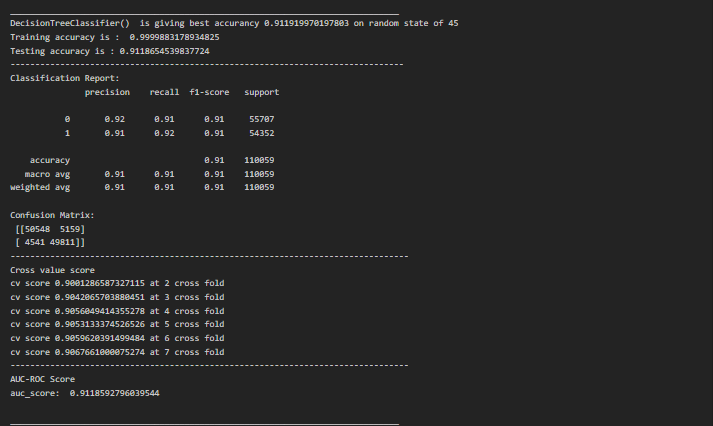 DecisionTreeClassifier() is giving best accurancy 0.911919970197803 on random state of 45
Training accuracy is : 0.9999883178934825
Testing accuracy is : 0.9118654539837724
--------------------------------------------------------------------------------
Classification Report:
precision recall f1-score support
0 0.92 0.91 0.91 55707
1 0.91 0.92 0.91 54352
accuracy 0.91 110059
macro avg 0.91 0.91 0.91 110059
weighted avg 0.91 0.91 0.91 110059
Confusion Matrix:
[[50548 5159]
[ 4541 49811]]
---------------------------------------------------------------------------------
Cross value score
cv score 0.9001286587327115 at 2 cross fold
cv score 0.9042065703880451 at 3 cross fold
cv score 0.9056049414355278 at 4 cross fold
cv score 0.9053133374526526 at 5 cross fold
cv score 0.9059620391499484 at 6 cross fold
cv score 0.9067661000075274 at 7 cross fold
---------------------------------------------------------------------------------
AUC-ROC Score
auc_score: 0.9118592796039544